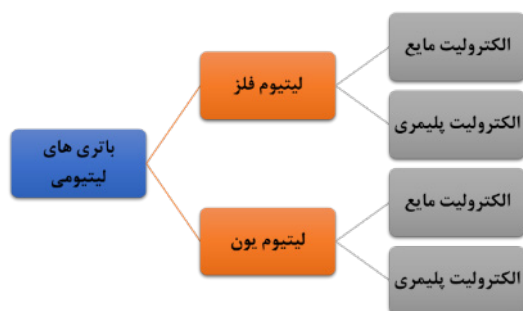 باتری های
لیتیومی
لیتیوم فلز
الکترولیت مایع
الکترولیت پلیمری
لیتیوم یون
الکترولیت مایع
الکترولیت پلیمری